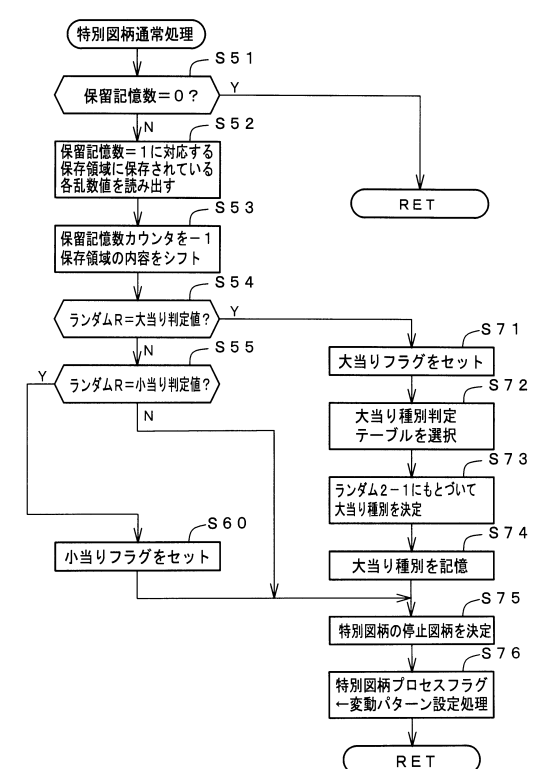 特別図柄通常処理
S51
保留記憶数=0?
Y
N
S52
保留記憶数=1に対応する
保存領域に保存されている
各乱数値を読み出す
RET
S53
保留記憶数カウンタを-1
保存領域の内容をシフト
S54
ランダムR=大当り判定値?
Y
N
S55
ランダムR=小当り判定値?
Y
N
S60
小当りフラグをセット
S71
大当りフラグをセット
S72
大当り種別判定
テーブルを選択
S73
ランダム2-1にもとづいて
大当り種別を決定
S74
大当り種別を記憶
S75
特別図柄の停止図柄を決定
S76
特別図柄プロセスフラグ
←変動パターン設定処理
RET